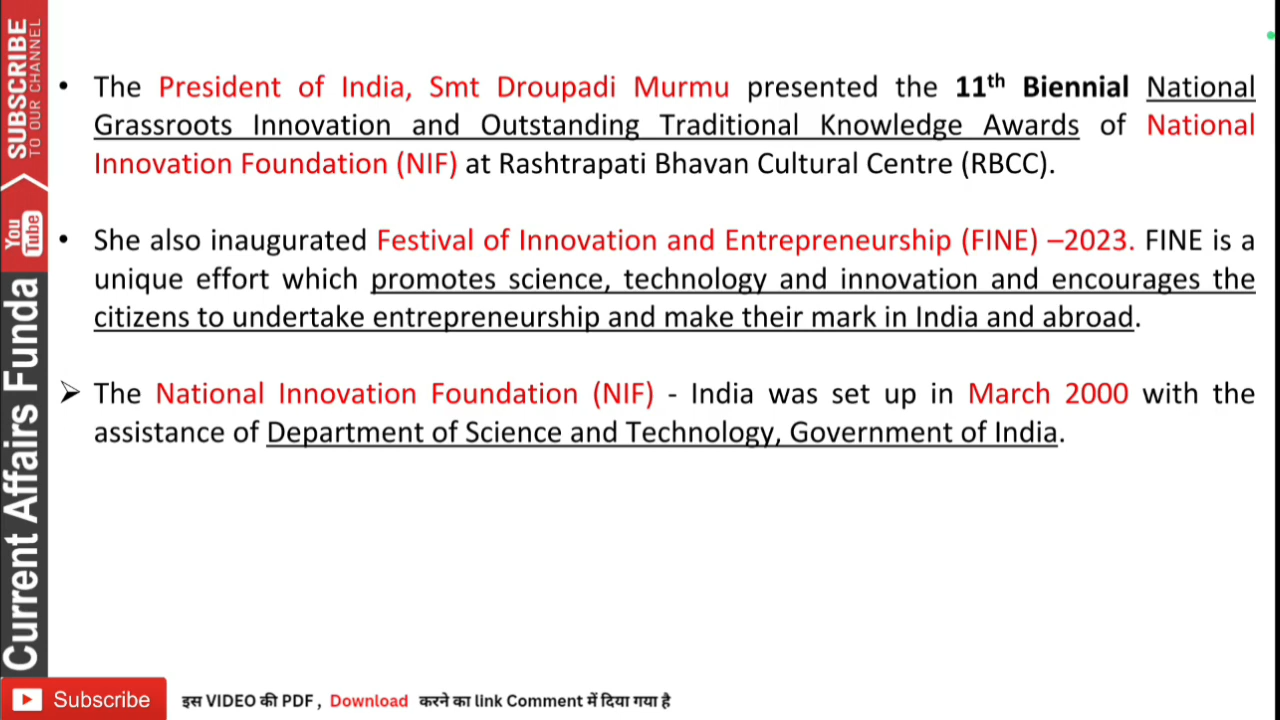 • The President of India, Smt Droupadi Murmu presented the 11th Biennial National
Grassroots Innovation and Outstanding Traditional Knowledge Awards of National
Innovation Foundation (NIF) at Rashtrapati Bhavan Cultural Centre (RBCC).
• She also inaugurated Festival of Innovation and Entrepreneurship (FINE) –2023. FINE is a
unique effort which promotes science, technology and innovation and encourages the
citizens to undertake entrepreneurship and make their mark in India and abroad.
➢ The National Innovation Foundation (NIF) - India was set up in March 2000 with the
assistance of Department of Science and Technology, Government of India.
SUBSCRIBE
TO OUR CHANNEL
You
Tube
Current Affairs Funda
Subscribe
इस VIDEO की PDF , Download करने का link Comment में दिया गया है